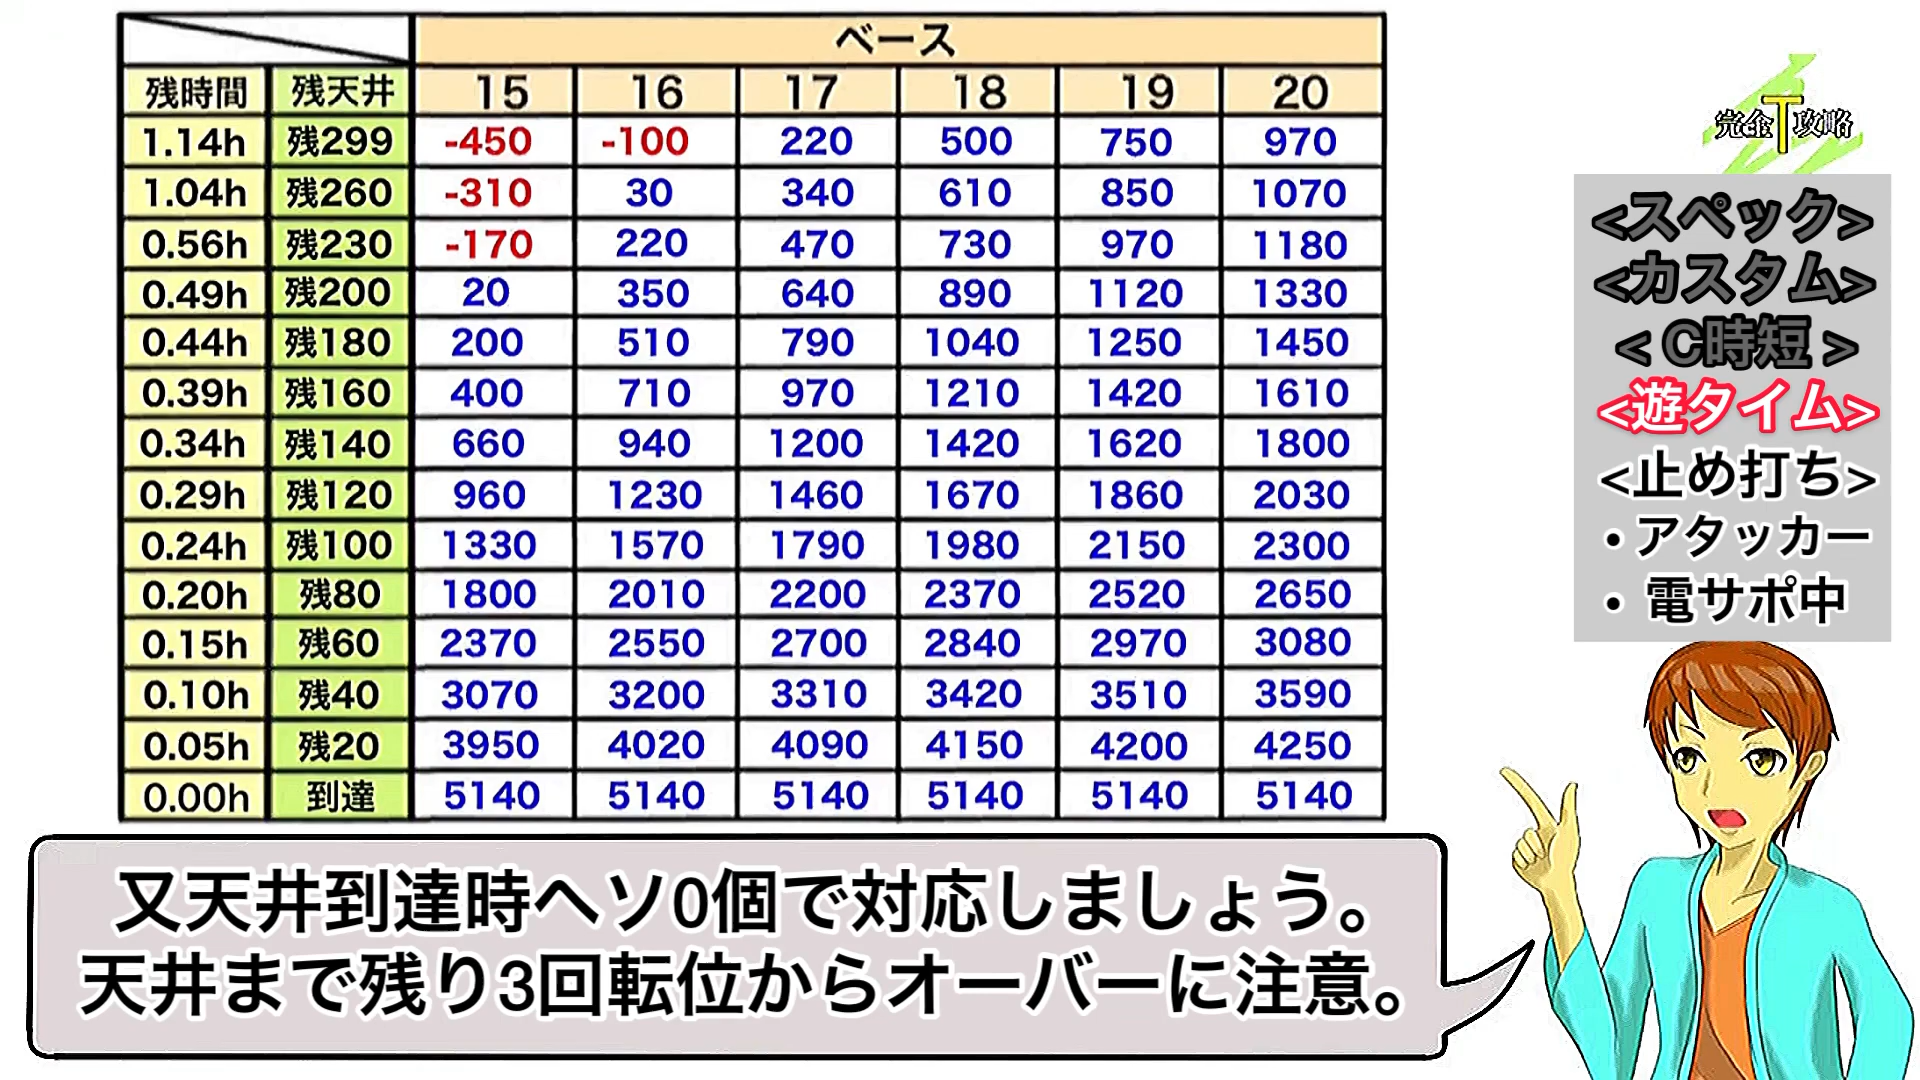 ベース
残時間 残天井 15 16 17 18 19 20
1.14h 残299 -450 -100 220 500 750 970
1.04h 残260 -310 30 340 610 850 1070
0.56h 残230 -170 220 470 730 970 1180
0.49h 残200 20 350 640 890 1120 1330
0.44h 残180 200 510 790 1040 1250 1450
0.39h 残160 400 710 970 1210 1420 1610
0.34h 残140 660 940 1200 1420 1620 1800
0.29h 残120 960 1230 1460 1670 1860 2030
0.24h 残100 1330 1570 1790 1980 2150 2300
0.20h 残80 1800 2010 2200 2370 2520 2650
0.15h 残60 2370 2550 2700 2840 2970 3080
0.10h 残40 3070 3200 3310 3420 3510 3590
0.05h 残20 3950 4020 4090 4150 4200 4250
0.00h 到達 5140 5140 5140 5140 5140 5140
完全T攻略
<スペック>
<カスタム>
< C時短 >
<遊タイム>
<止め打ち>
・アタッカー
・電サポ中
又天井到達時ヘソ0個で対応しましょう。
天井まで残り3回転位からオーバーに注意。